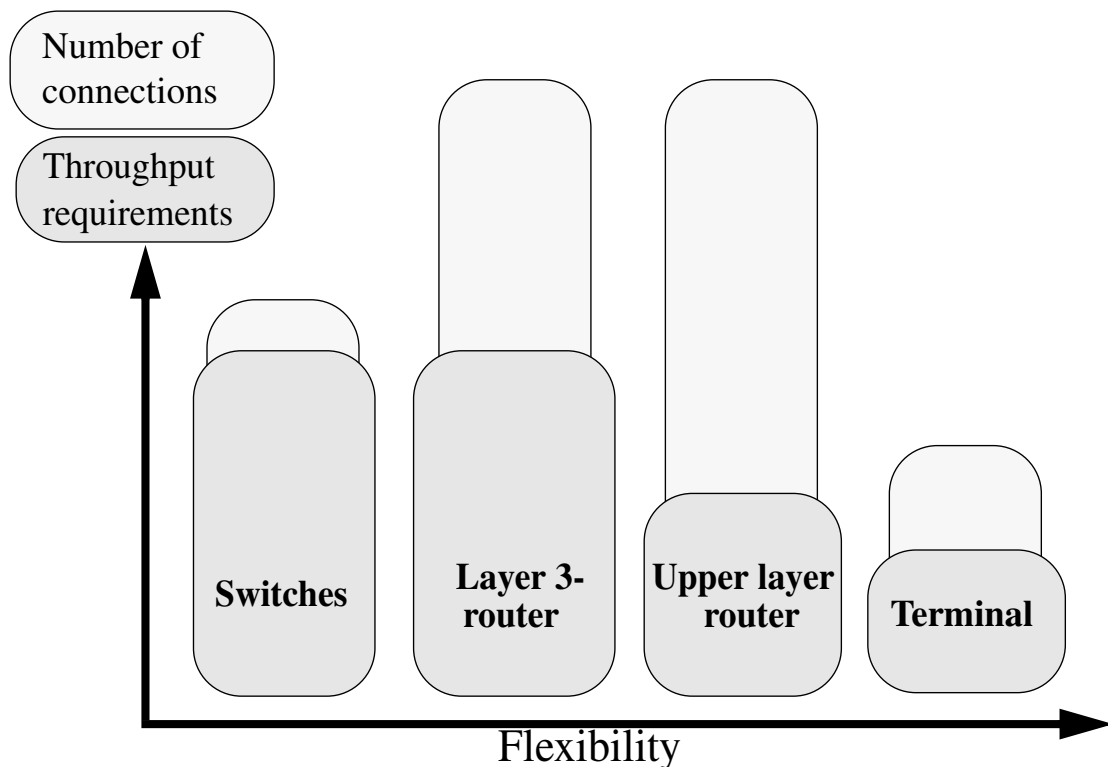 Number of
connections
Throughput
requirements
Switches
Layer 3-
router
Upper layer
router
Terminal
Flexibility